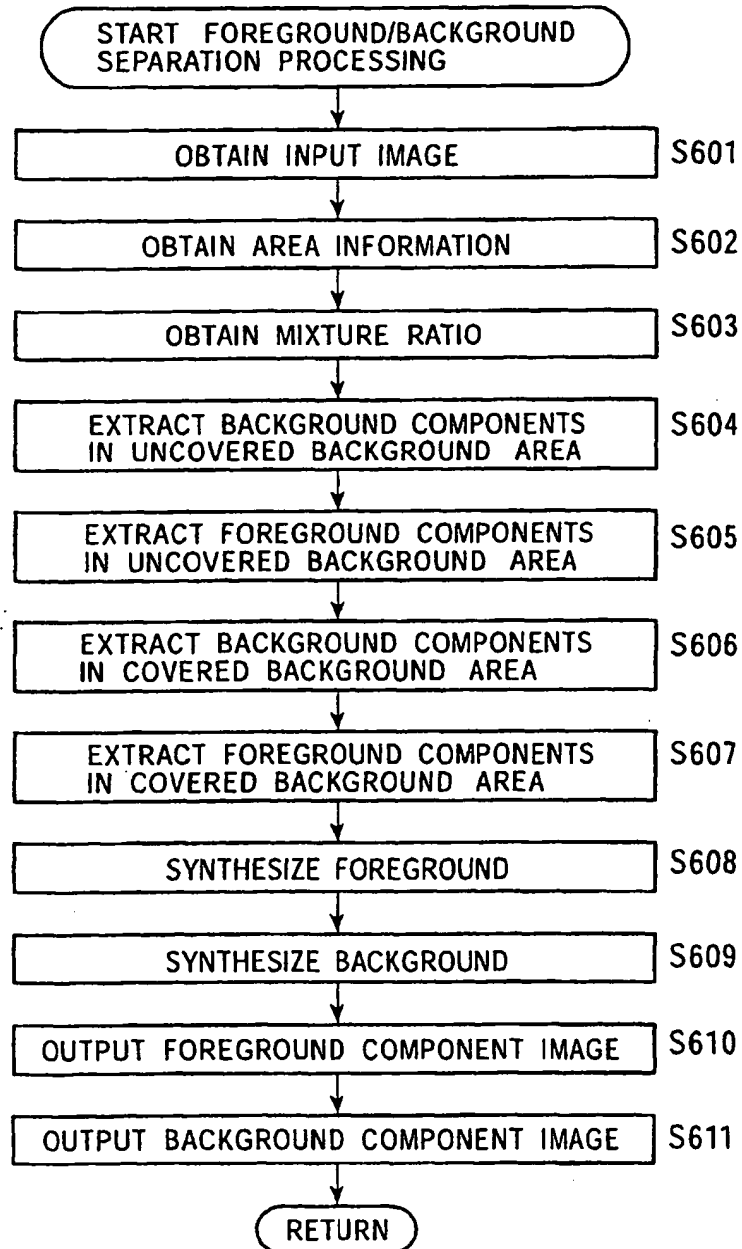 START FOREGROUND/BACKGROUND
SEPARATION PROCESSING
OBTAIN INPUT IMAGE S601
OBTAIN AREA INFORMATION S602
OBTAIN MIXTURE RATIO S603
EXTRACT BACKGROUND COMPONENTS S604
IN UNCOVERED BACKGROUND AREA
EXTRACT FOREGROUND COMPONENTS S605
IN UNCOVERED BACKGROUND AREA
EXTRACT BACKGROUND COMPONENTS S606
IN COVERED BACKGROUND AREA
EXTRACT FOREGROUND COMPONENTS S607
IN COVERED BACKGROUND AREA
SYNTHESIZE FOREGROUND S608
SYNTHESIZE BACKGROUND S609
OUTPUT FOREGROUND COMPONENT IMAGE S610
OUTPUT BACKGROUND COMPONENT IMAGE S611
RETURN